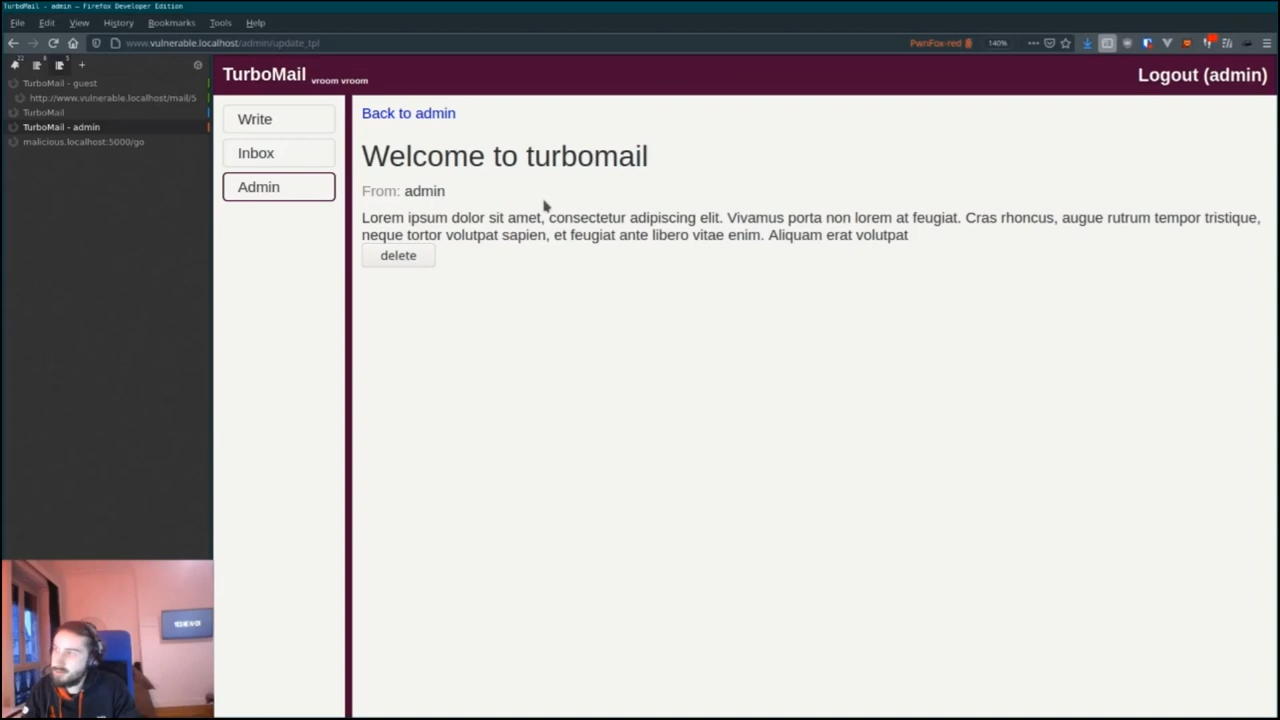 TurboMail - admin — Firefox Developer Edition
File Edit View History Bookmarks Tools Help
www.vulnerable.localhost/admin/update_tpl
PwnFox-red
140%
TurboMail - guest
http://www.vulnerable.localhost/mail/5
TurboMail
TurboMail - admin
malicious.localhost:5000/go
TurboMail vroom vroom
Logout (admin)
Write
Inbox
Admin
Back to admin
Welcome to turbomail
From: admin
Lorem ipsum dolor sit amet, consectetur adipiscing elit. Vivamus porta non lorem at feugiat. Cras rhoncus, augue rutrum tempor tristique,
neque tortor volutpat sapien, et feugiat ante libero vitae enim. Aliquam erat volutpat
delete